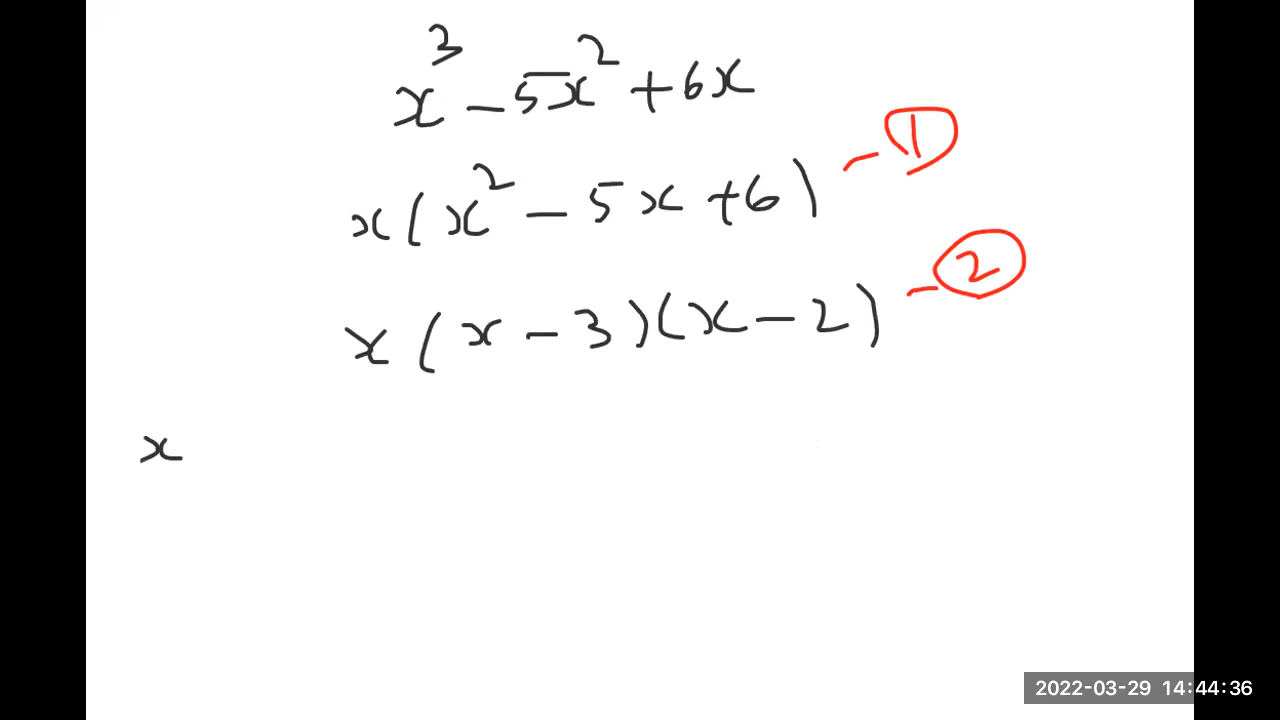 x³ - 5x² + 6x
x(x² - 5x + 6) - ①
x(x - 3)(x - 2) - ②
x
2022-03-29 14:44:36